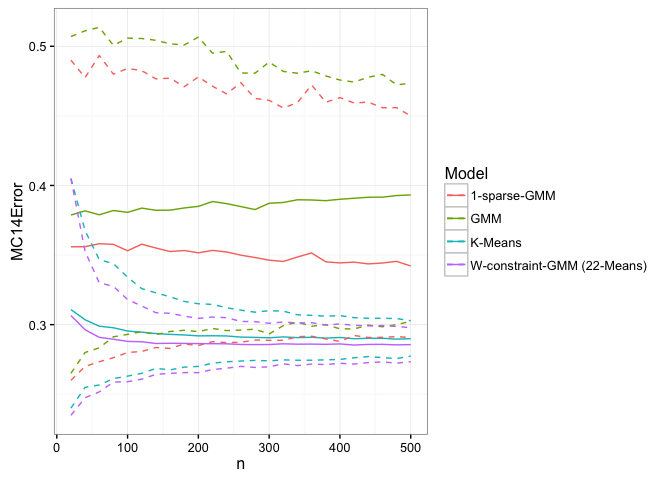 0.5
0.4
0.3
MC14Error
0
100
200
300
400
500
n
Model
1-sparse-GMM
GMM
K-Means
W-constraint-GMM (22-Means)